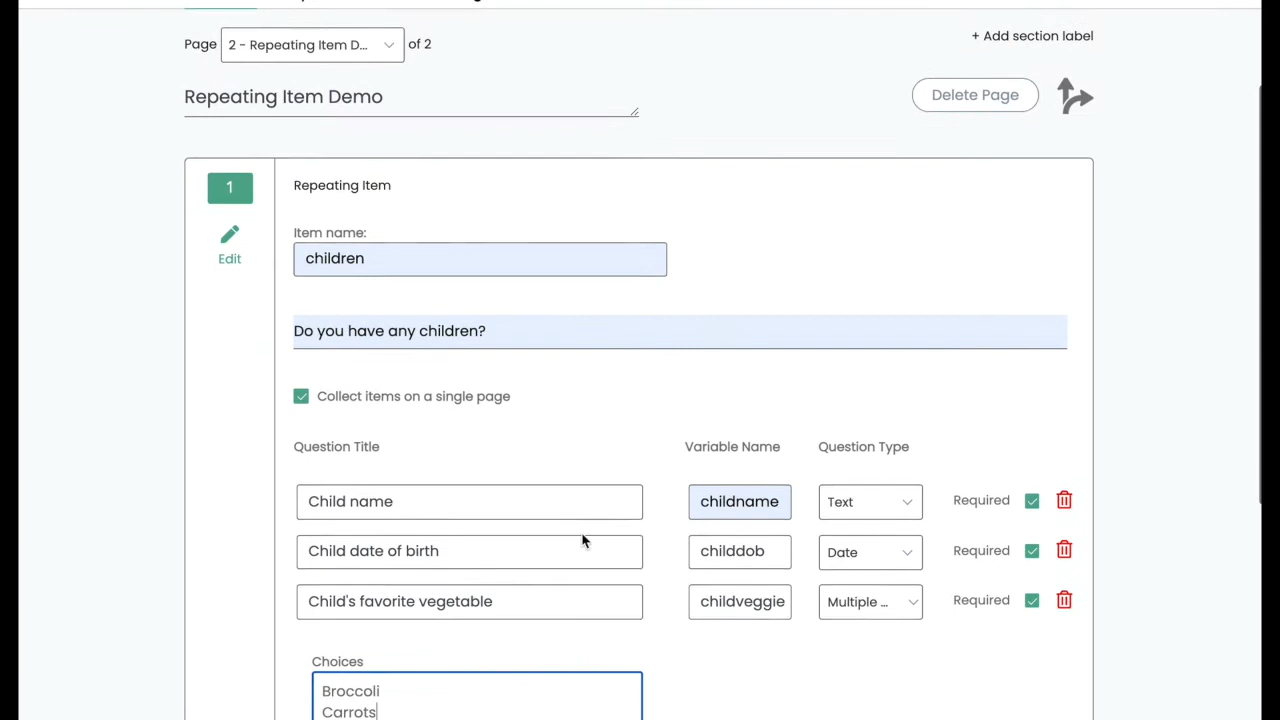 Page 2 - Repeating Item D... of 2
+ Add section label
Repeating Item Demo
Delete Page
1
Repeating Item
Edit
Item name:
children
Do you have any children?
Collect items on a single page
Question Title Variable Name Question Type
Child name childname Text Required
Child date of birth childdob Date Required
Child's favorite vegetable childveggie Multiple ... Required
Choices
Broccoli
Carrots